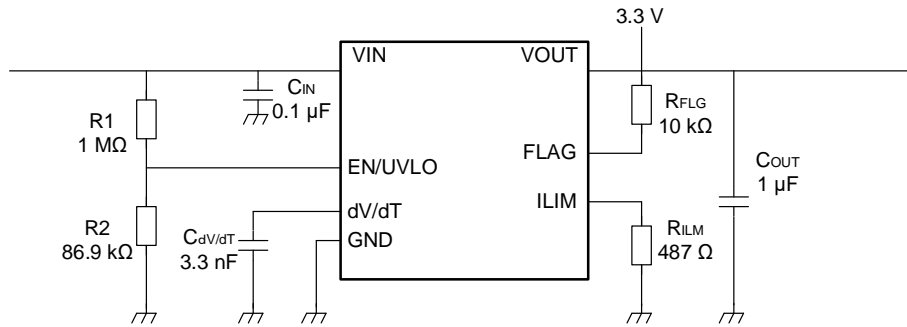 3.3 V
VIN
VOUT
CIN
0.1 µF
R1
1 MΩ
RFLG
10 kΩ
FLAG
EN/UVLO
COUT
1 µF
ILIM
dV/dT
R2
86.9 kΩ
CdV/dT
3.3 nF
GND
RILM
487 Ω